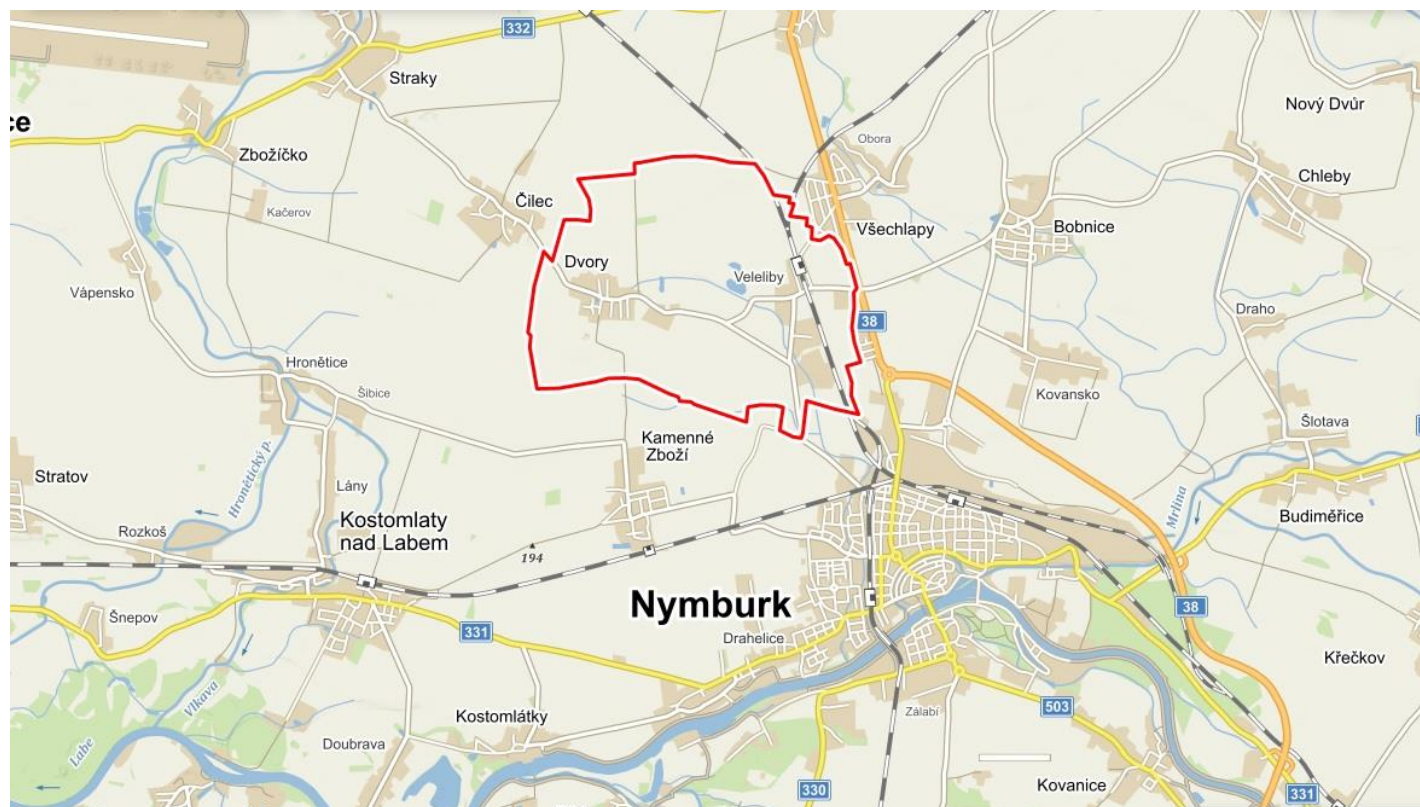 332
Straky
Nový Dvůr
ce
Obora
Zbožíčko
Chleby
Čilec
Kačerov
Všechlapy
Bobnice
Dvory
Veleliby
Vápensko
Draho
38
Hronětice
Šibice
Kovansko
Šlotava
Kamenné
Zboží
Hronětický p.
Stratov
Lány
Mrlina
Kostomlaty
nad Labem
Budiměřice
Rozkoš
194
Nymburk
38
Šnepov
331
Drahelice
Křečkov
Vlkava
Kostomlátky
503
Zálabí
Labe
Doubrava
Kovanice
330
331